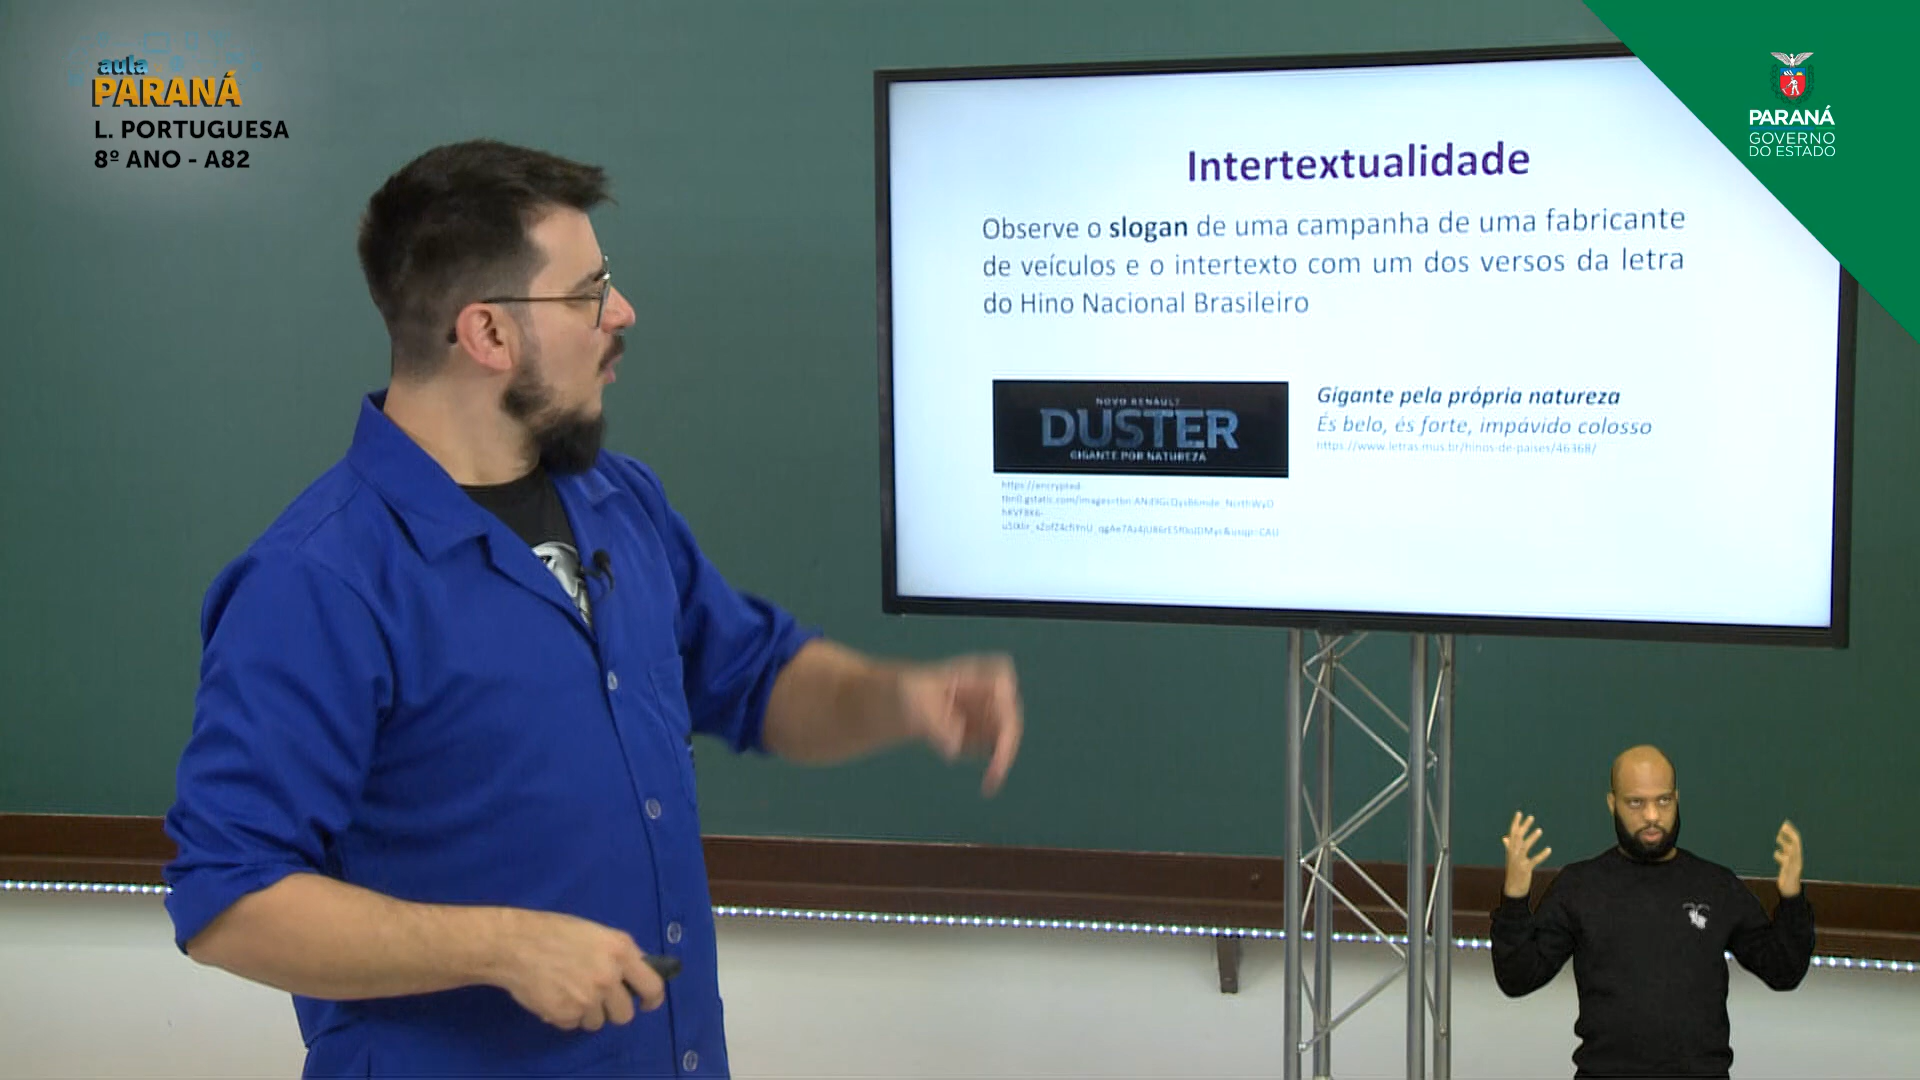 aula
PARANÁ
L. PORTUGUESA
8º ANO - A82
PARANÁ
GOVERNO
DO ESTADO
Intertextualidade
Observe o slogan de uma campanha de uma fabricante
de veículos e o intertexto com um dos versos da letra
do Hino Nacional Brasileiro
NOVO RENAULT
DUSTER
GIGANTE POR NATUREZA
Gigante pela própria natureza
És belo, és forte, impávido colosso
https://www.letras.mus.br/hinos-de-paises/46368/
https://encrypted-